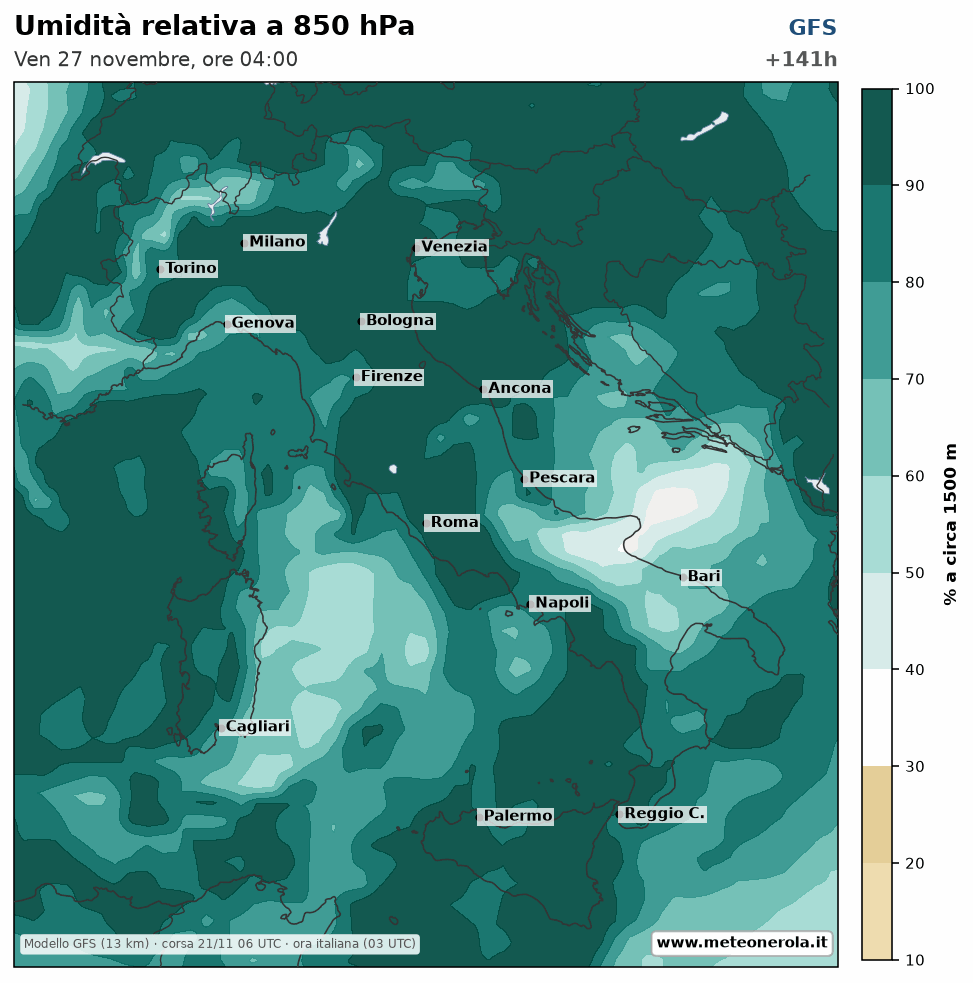 Umidità relativa a 850 hPa
GFS
Ven 27 novembre, ore 04:00
+141h
100
90
80
70
60
50
40
30
20
10
% a circa 1500 m
Milano
Venezia
Torino
Genova
Bologna
Firenze
Ancona
Pescara
Roma
Bari
Napoli
Cagliari
Palermo
Reggio C.
Modello GFS (13 km) · corsa 21/11 06 UTC · ora italiana (03 UTC)
www.meteonerola.it